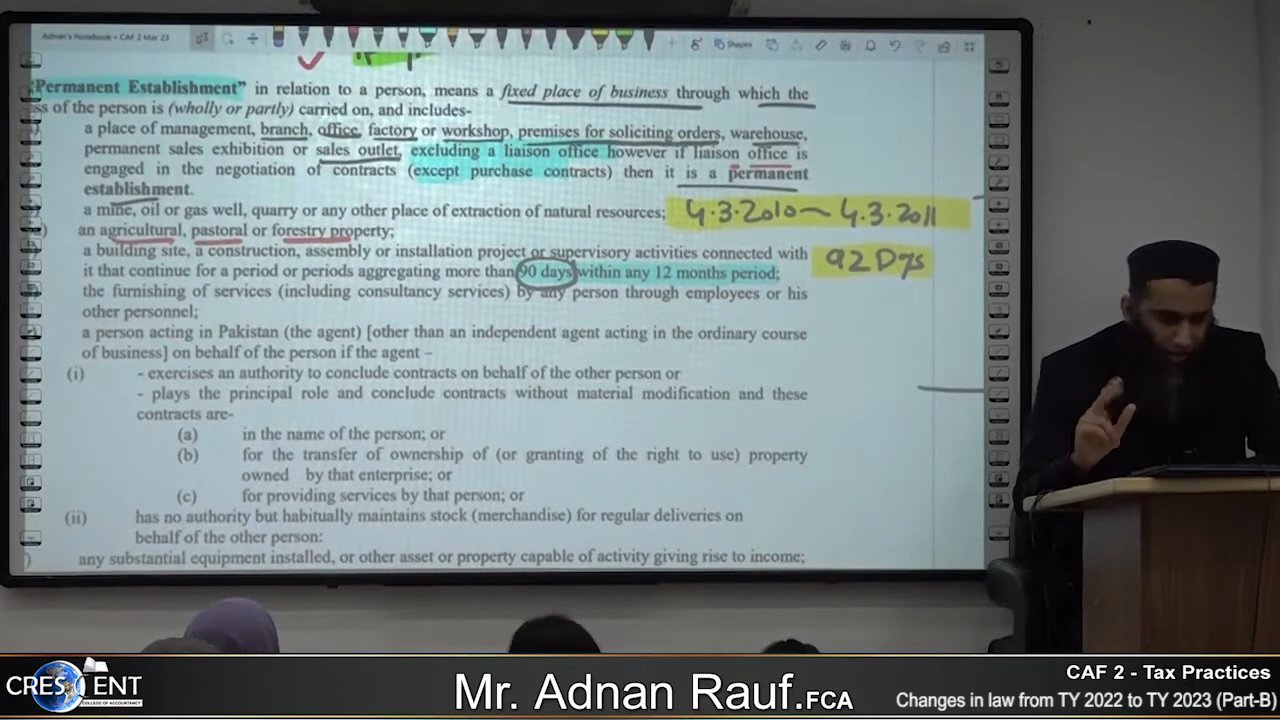 Adnan's Notebook - CAF 2 Mar 23
Shapes
"Permanent Establishment" in relation to a person, means a fixed place of business through which the
ss of the person is (wholly or partly) carried on, and includes-
a place of management, branch, office, factory or workshop, premises for soliciting orders, warehouse,
permanent sales exhibition or sales outlet, excluding a liaison office however if liaison office is
engaged in the negotiation of contracts (except purchase contracts) then it is a permanent
establishment.
a mine, oil or gas well, quarry or any other place of extraction of natural resources; 4.3.2010~ 4.3.2011
) an agricultural, pastoral or forestry property;
a building site, a construction, assembly or installation project or supervisory activities connected with
it that continue for a period or periods aggregating more than 90 days within any 12 months period; 92 Dys
the furnishing of services (including consultancy services) by any person through employees or his
other personnel;
a person acting in Pakistan (the agent) [other than an independent agent acting in the ordinary course
of business] on behalf of the person if the agent –
(i) - exercises an authority to conclude contracts on behalf of the other person or
- plays the principal role and conclude contracts without material modification and these
contracts are-
(a) in the name of the person; or
(b) for the transfer of ownership of (or granting of the right to use) property
owned by that enterprise; or
(c) for providing services by that person; or
(ii) has no authority but habitually maintains stock (merchandise) for regular deliveries on
behalf of the other person:
) any substantial equipment installed, or other asset or property capable of activity giving rise to income;
CRESCENT
COLLEGE OF ACCOUNTANCY
Mr. Adnan Rauf.FCA
CAF 2 - Tax Practices
Changes in law from TY 2022 to TY 2023 (Part-B)